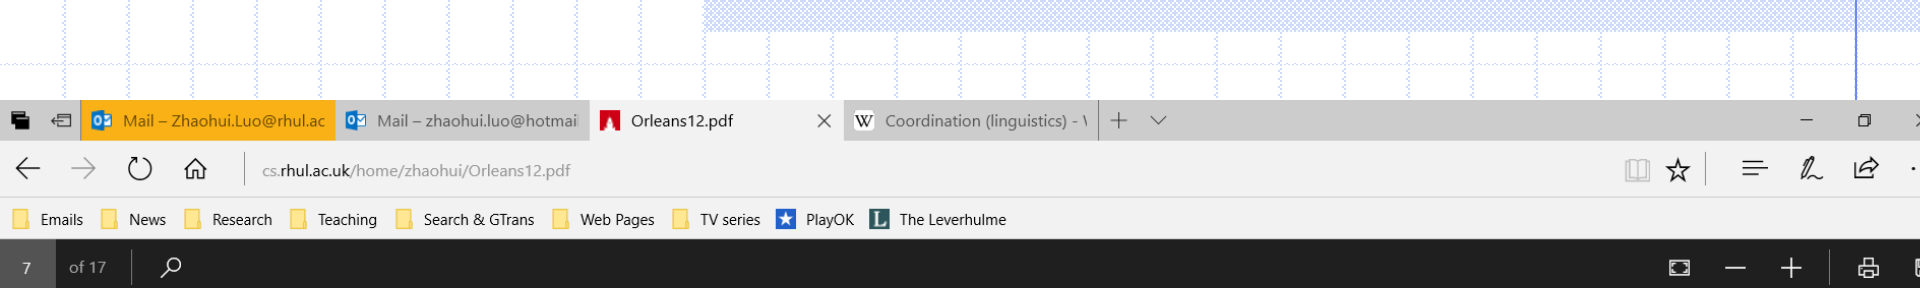 Mail – Zhaohui.Luo@rhul.ac Mail – zhaohui.luo@hotmai Orleans12.pdf W Coordination (linguistics) -
cs.rhul.ac.uk/home/zhaohui/Orleans12.pdf
Emails News Research Teaching Search & GTrans Web Pages TV series PlayOK L The Leverhulme
7 of 17